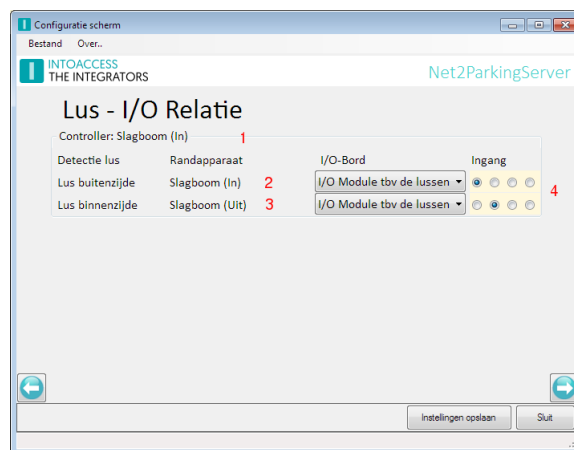 Configuratie scherm
Bestand Over..
INTOACCESS
THE INTEGRATORS
Net2ParkingServer
Lus - I/O Relatie
Controller: Slagboom (In) 1
Detectie lus Randapparaat I/O-Bord Ingang
Lus buitenzijde Slagboom (In) 2 I/O Module tbv de lussen
Lus binnenzijde Slagboom (Uit) 3 I/O Module tbv de lussen
4
Instellingen opslaan Sluit